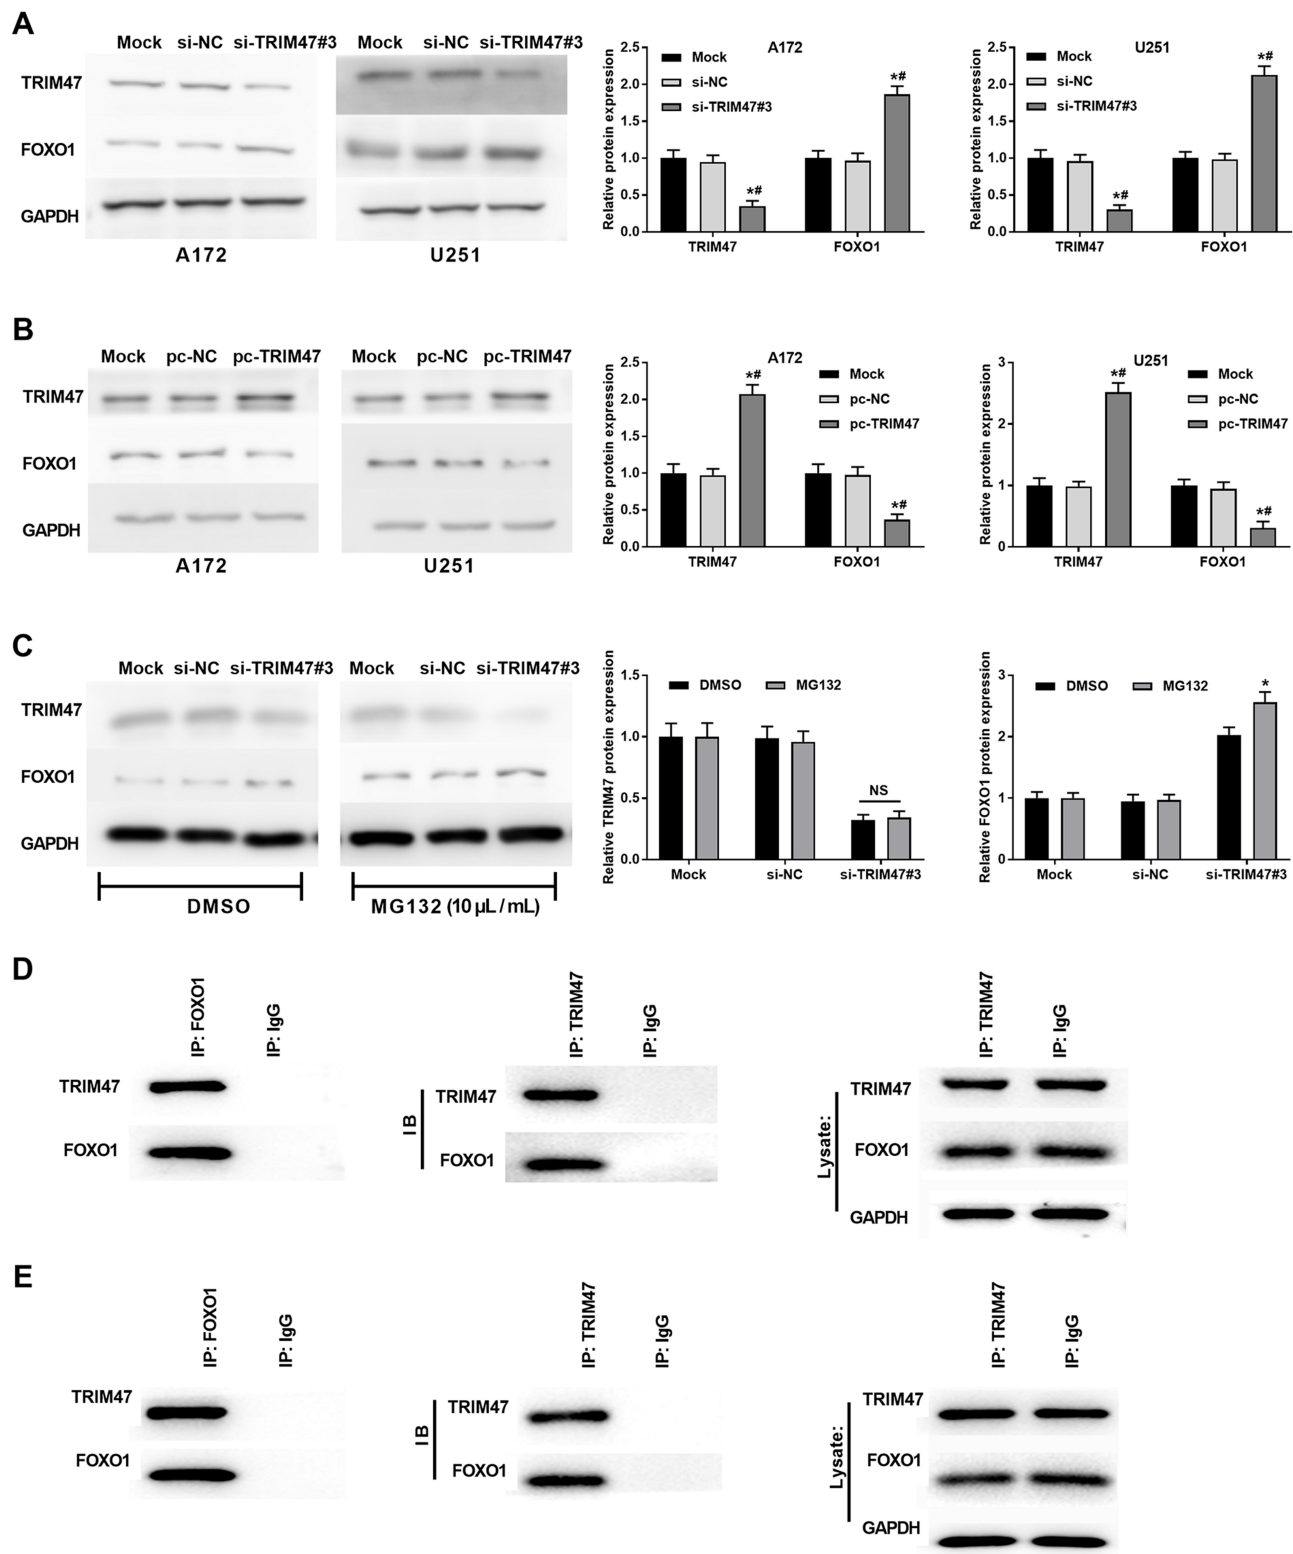 A
Mock si-NC si-TRIM47#3
TRIM47
FOXO1
GAPDH
A172
Mock si-NC si-TRIM47#3
U251
A172
Relative protein expression
2.5
2.0
1.5
1.0
0.5
0.0
Mock
si-NC
si-TRIM47#3
*#
*#
TRIM47 FOXO1
U251
Relative protein expression
2.5
2.0
1.5
1.0
0.5
0.0
Mock
si-NC
si-TRIM47#3
*#
*#
TRIM47 FOXO1
B
Mock pc-NC pc-TRIM47
TRIM47
FOXO1
GAPDH
A172
Mock pc-NC pc-TRIM47
U251
A172
Relative protein expression
2.5
2.0
1.5
1.0
0.5
0.0
Mock
pc-NC
pc-TRIM47
*#
*#
TRIM47 FOXO1
U251
Relative protein expression
3
2
1
0
Mock
pc-NC
pc-TRIM47
*#
*#
TRIM47 FOXO1
C
Mock si-NC si-TRIM47#3
TRIM47
FOXO1
GAPDH
DMSO
Mock si-NC si-TRIM47#3
MG132 (10 µL / mL)
Relative TRIM47 protein expression
1.5
1.0
0.5
0.0
DMSO MG132
NS
Mock si-NC si-TRIM47#3
Relative FOXO1 protein expression
3
2
1
0
DMSO MG132
*
Mock si-NC si-TRIM47#3
D
IP: FOXO1
IP: IgG
TRIM47
FOXO1
IP: TRIM47
IP: IgG
IB
TRIM47
FOXO1
IP: TRIM47
IP: IgG
Lysate:
TRIM47
FOXO1
GAPDH
E
IP: FOXO1
IP: IgG
TRIM47
FOXO1
IP: TRIM47
IP: IgG
IB
TRIM47
FOXO1
IP: TRIM47
IP: IgG
Lysate:
TRIM47
FOXO1
GAPDH